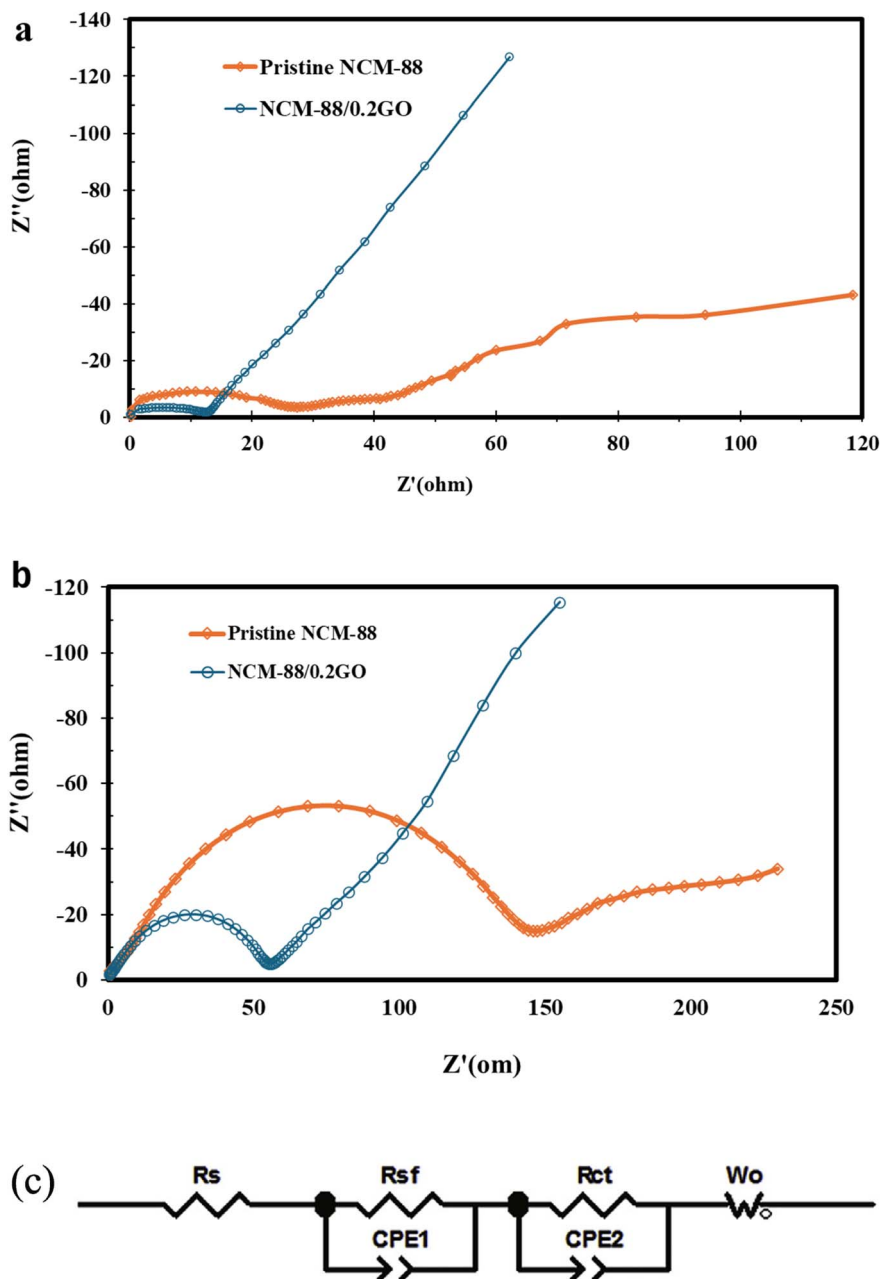 a
-140
-120
-100
-80
-60
-40
-20
0
Z''(ohm)
Pristine NCM-88
NCM-88/0.2GO
0 20 40 60 80 100 120
Z'(ohm)
b
-120
-100
-80
-60
-40
-20
0
Z''(ohm)
Pristine NCM-88
NCM-88/0.2GO
0 50 100 150 200 250
Z'(om)
(c)
Rs Rsf Rct Wo
CPE1 CPE2